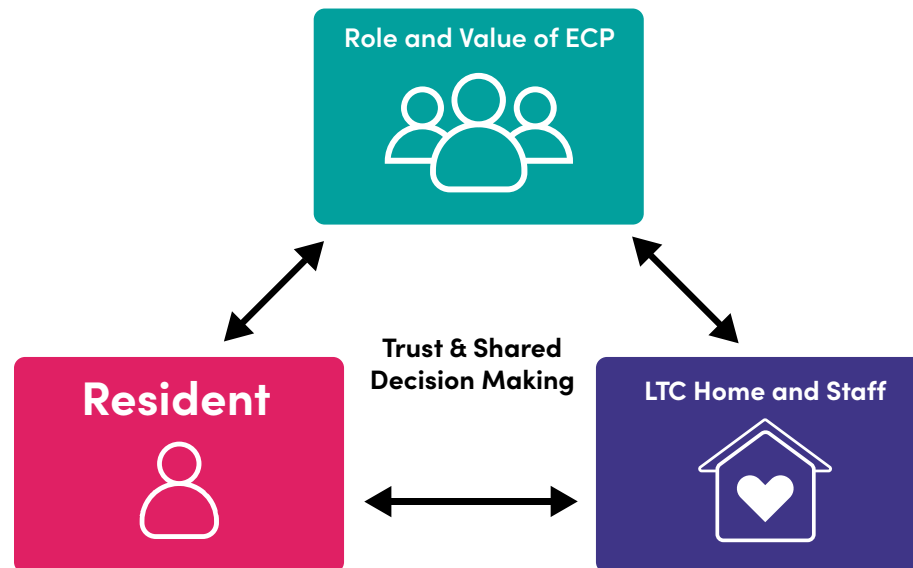 Role and Value of ECP
Trust & Shared
Decision Making
Resident
LTC Home and Staff